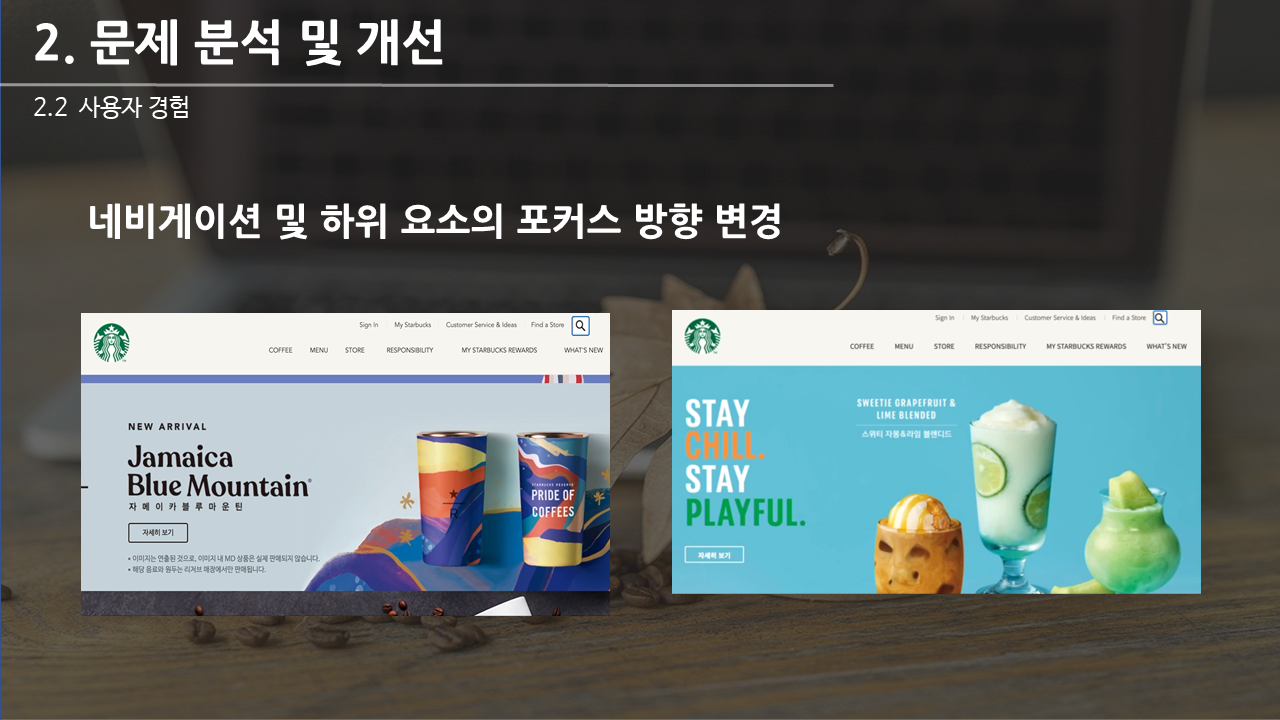 2. 문제 분석 및 개선
2.2 사용자 경험
네비게이션 및 하위 요소의 포커스 방향 변경
Sign In
My Starbucks
Customer Service & Ideas
Find a Store
COFFEE
MENU
STORE
RESPONSIBILITY
MY STARBUCKS REWARDS
WHAT'S NEW
NEW ARRIVAL
Jamaica
Blue Mountain®
자메이카 블루 마운틴
자세히 보기
• 이미지는 연출된 것으로, 이미지 내 MD 상품은 실제 판매되지 않습니다.
• 해당 음료와 원두는 리저브 매장에서만 판매됩니다.
STARBUCKS RESERVE
PRIDE OF
COFFEES
R
Sign In
My Starbucks
Customer Service & Ideas
Find a Store
COFFEE
MENU
STORE
RESPONSIBILITY
MY STARBUCKS REWARDS
WHAT'S NEW
STAY
CHILL.
STAY
PLAYFUL.
SWEETIE GRAPEFRUIT &
LIME BLENDED
스위티 자몽&라임 블렌디드
자세히 보기